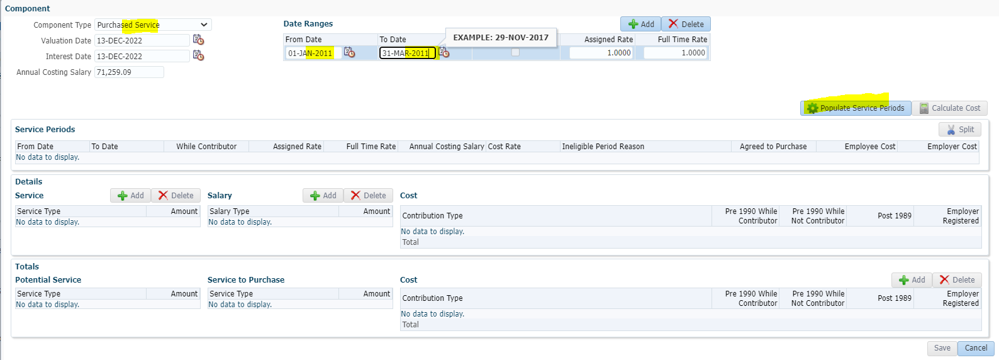 Component
Component Type Purchased Service
Valuation Date 13-DEC-2022
Interest Date 13-DEC-2022
Annual Costing Salary 71,259.09
Date Ranges Add Delete
From Date To Date EXAMPLE: 29-NOV-2017 Assigned Rate Full Time Rate
01-JAN-2011 31-MAR-2011 1.0000 1.0000
Populate Service Periods Calculate Cost
Service Periods Split
From Date To Date While Contributor Assigned Rate Full Time Rate Annual Costing Salary Cost Rate Ineligible Period Reason Agreed to Purchase Employee Cost Employer Cost
No data to display.
Details
Service Add Delete Salary Add Delete Cost
Service Type Amount Salary Type Amount Contribution Type Pre 1990 While Contributor Pre 1990 While Not Contributor Post 1989 Employer Registered
No data to display. No data to display. No data to display.
Total
Totals
Potential Service Service to Purchase Cost Add Delete
Service Type Amount Service Type Amount Contribution Type Pre 1990 While Contributor Pre 1990 While Not Contributor Post 1989 Employer Registered
No data to display. No data to display. No data to display.
Total
Save Cancel